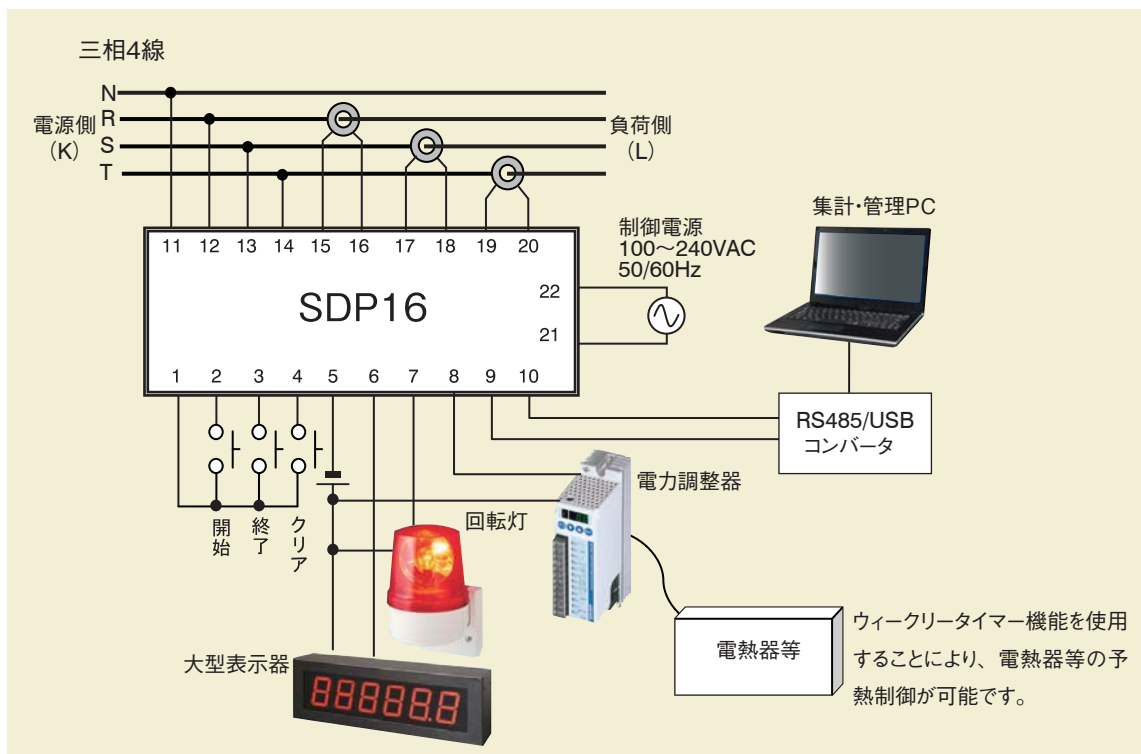 三相4線
N
電源側 R
(K) S
T
負荷側
(L)
11 12 13 14 15 16 17 18 19 20
制御電源
100～240VAC
50/60Hz
集計・管理PC
SDP16
22
21
1 2 3 4 5 6 7 8 9 10
RS485/USB
コンバータ
開始
終了
クリア
回転灯
電力調整器
大型表示器
888888.8
電熱器等
ウィークリータイマー機能を使用
することにより、電熱器等の予
熱制御が可能です。